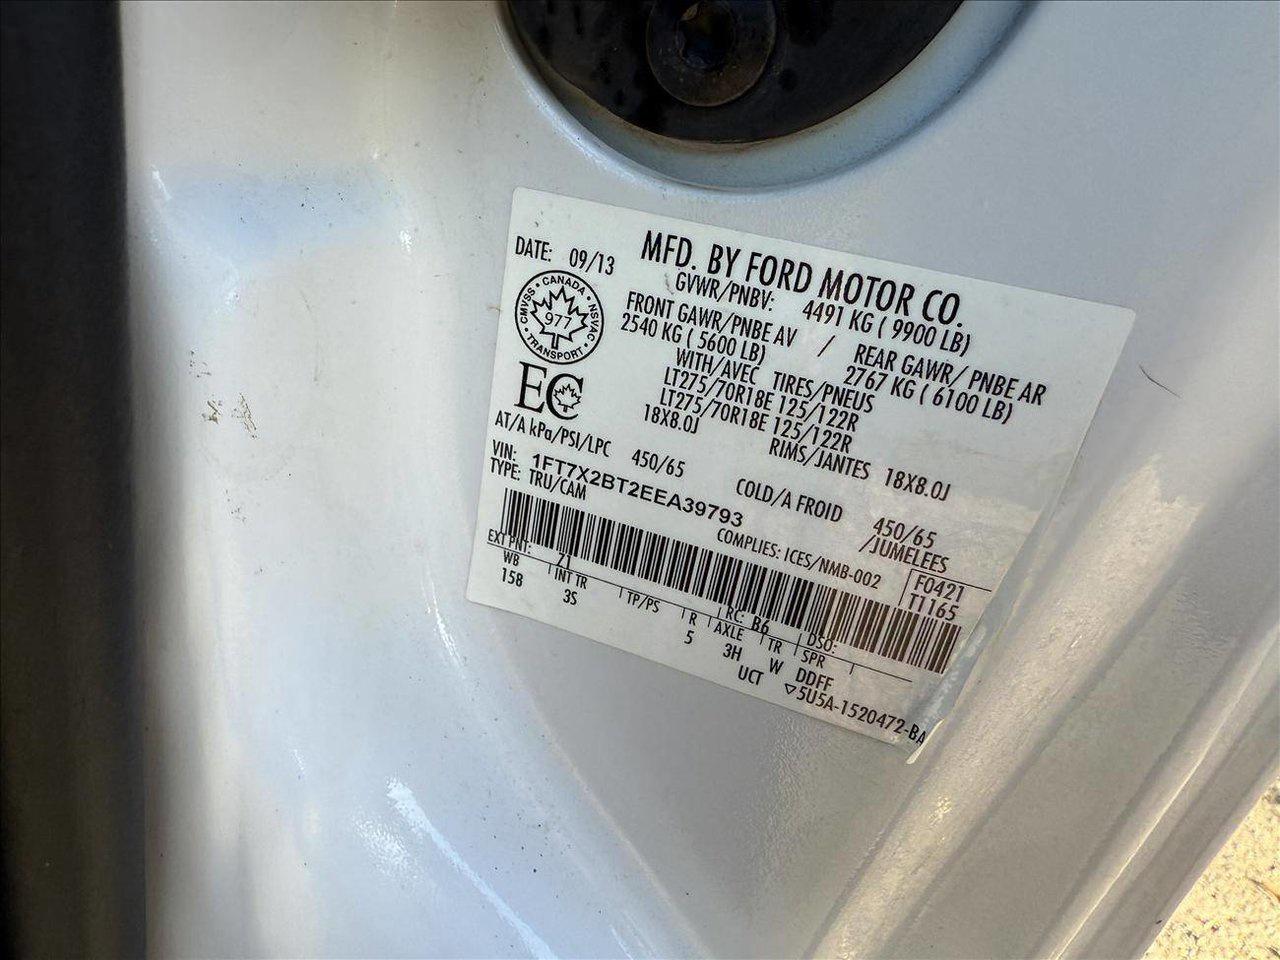 MFD. BY FORD MOTOR CO.
DATE: 09/13
GVWR/PNBV: 4491 KG ( 9900 LB)
FRONT GAWR/PNBE AV / REAR GAWR/ PNBE AR
2540 KG ( 5600 LB) 2767 KG ( 6100 LB)
WITH/AVEC TIRES/PNEUS
LT275/70R18E 125/122R
LT275/70R18E 125/122R
18X8.0J RIMS/JANTES 18X8.0J
CMVSS • CANADA • NSVAC • TRANSPORT •
977
EC
AT/A kPa/PSI/LPC 450/65 COLD/A FROID 450/65
/JUMELEES
VIN: 1FT7X2BT2EEA39793
TYPE: TRU/CAM COMPLIES: ICES/NMB-002
F0421
T1165
EXT PNT: Z1 RC: B6 DSO:
WB INT TR TP/PS R AXLE TR SPR
158 3S 5 3H W DDFF
UCT ▽5U5A-1520472-BA